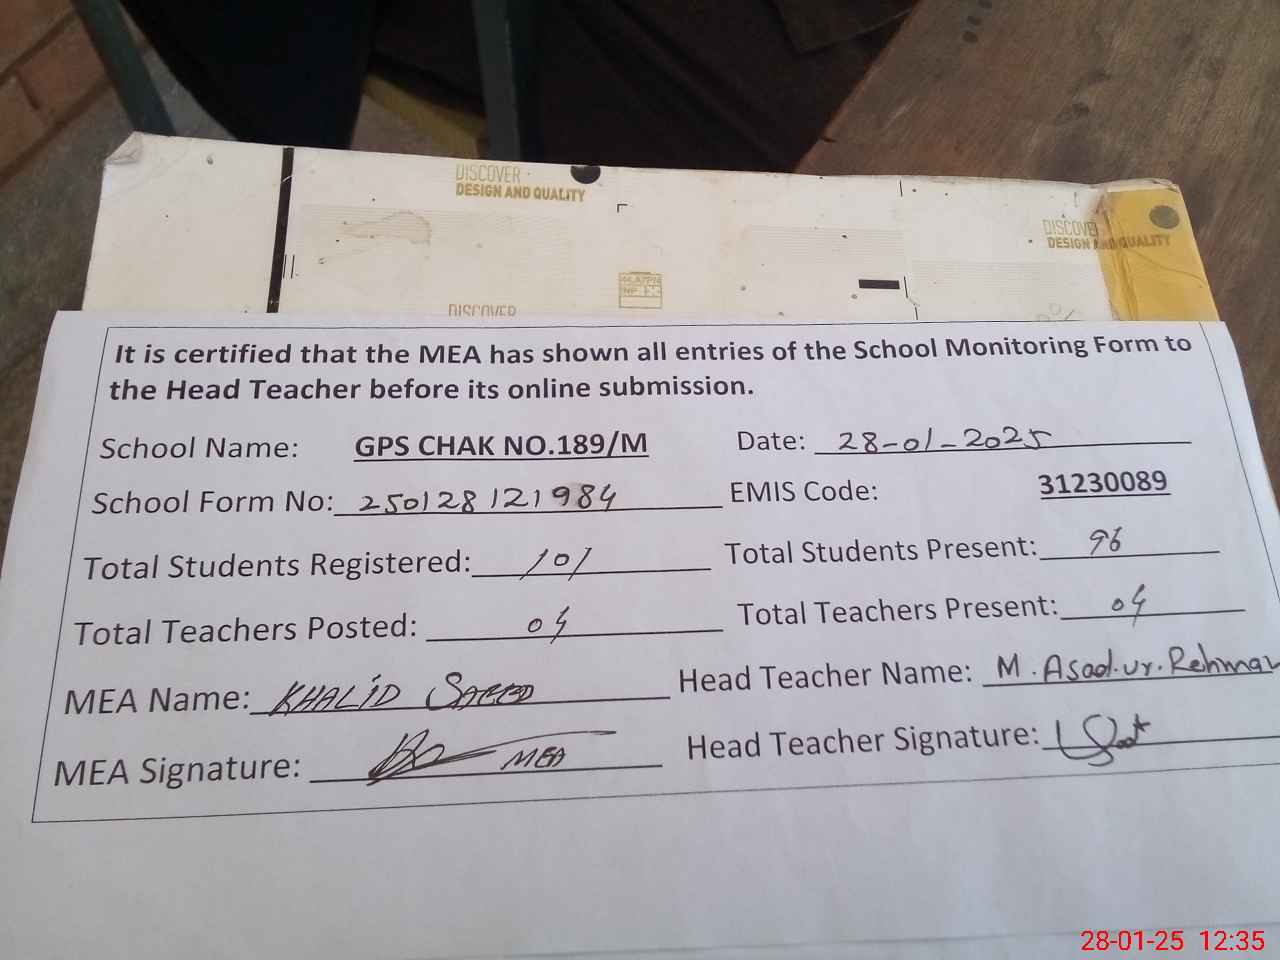 DISCOVER
DESIGN AND QUALITY
DISCOVE
DESIGN AND QUALITY
DISCOVER
It is certified that the MEA has shown all entries of the School Monitoring Form to
the Head Teacher before its online submission.
School Name: GPS CHAK NO.189/M Date: 28-01-2025
School Form No: 250128121984 EMIS Code: 31230089
Total Students Registered: 101 Total Students Present: 96
Total Teachers Posted: 04 Total Teachers Present: 04
MEA Name: KHALID SAEED Head Teacher Name: M. Asad.ur.Rehman
MEA Signature: MEA Head Teacher Signature:
28-01-25 12:35